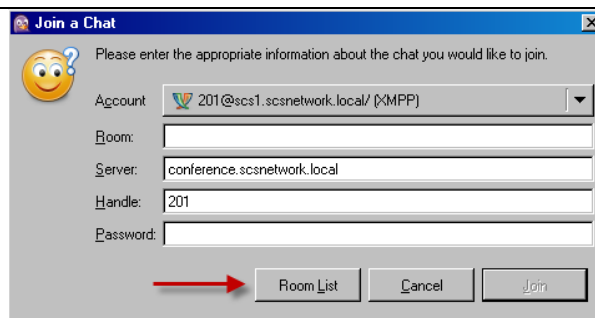 Join a Chat
Please enter the appropriate information about the chat you would like to join.
Account 201@scs1.scsnetwork.local/ (XMPP)
Room:
Server: conference.scsnetwork.local
Handle: 201
Password:
Room List Cancel Join